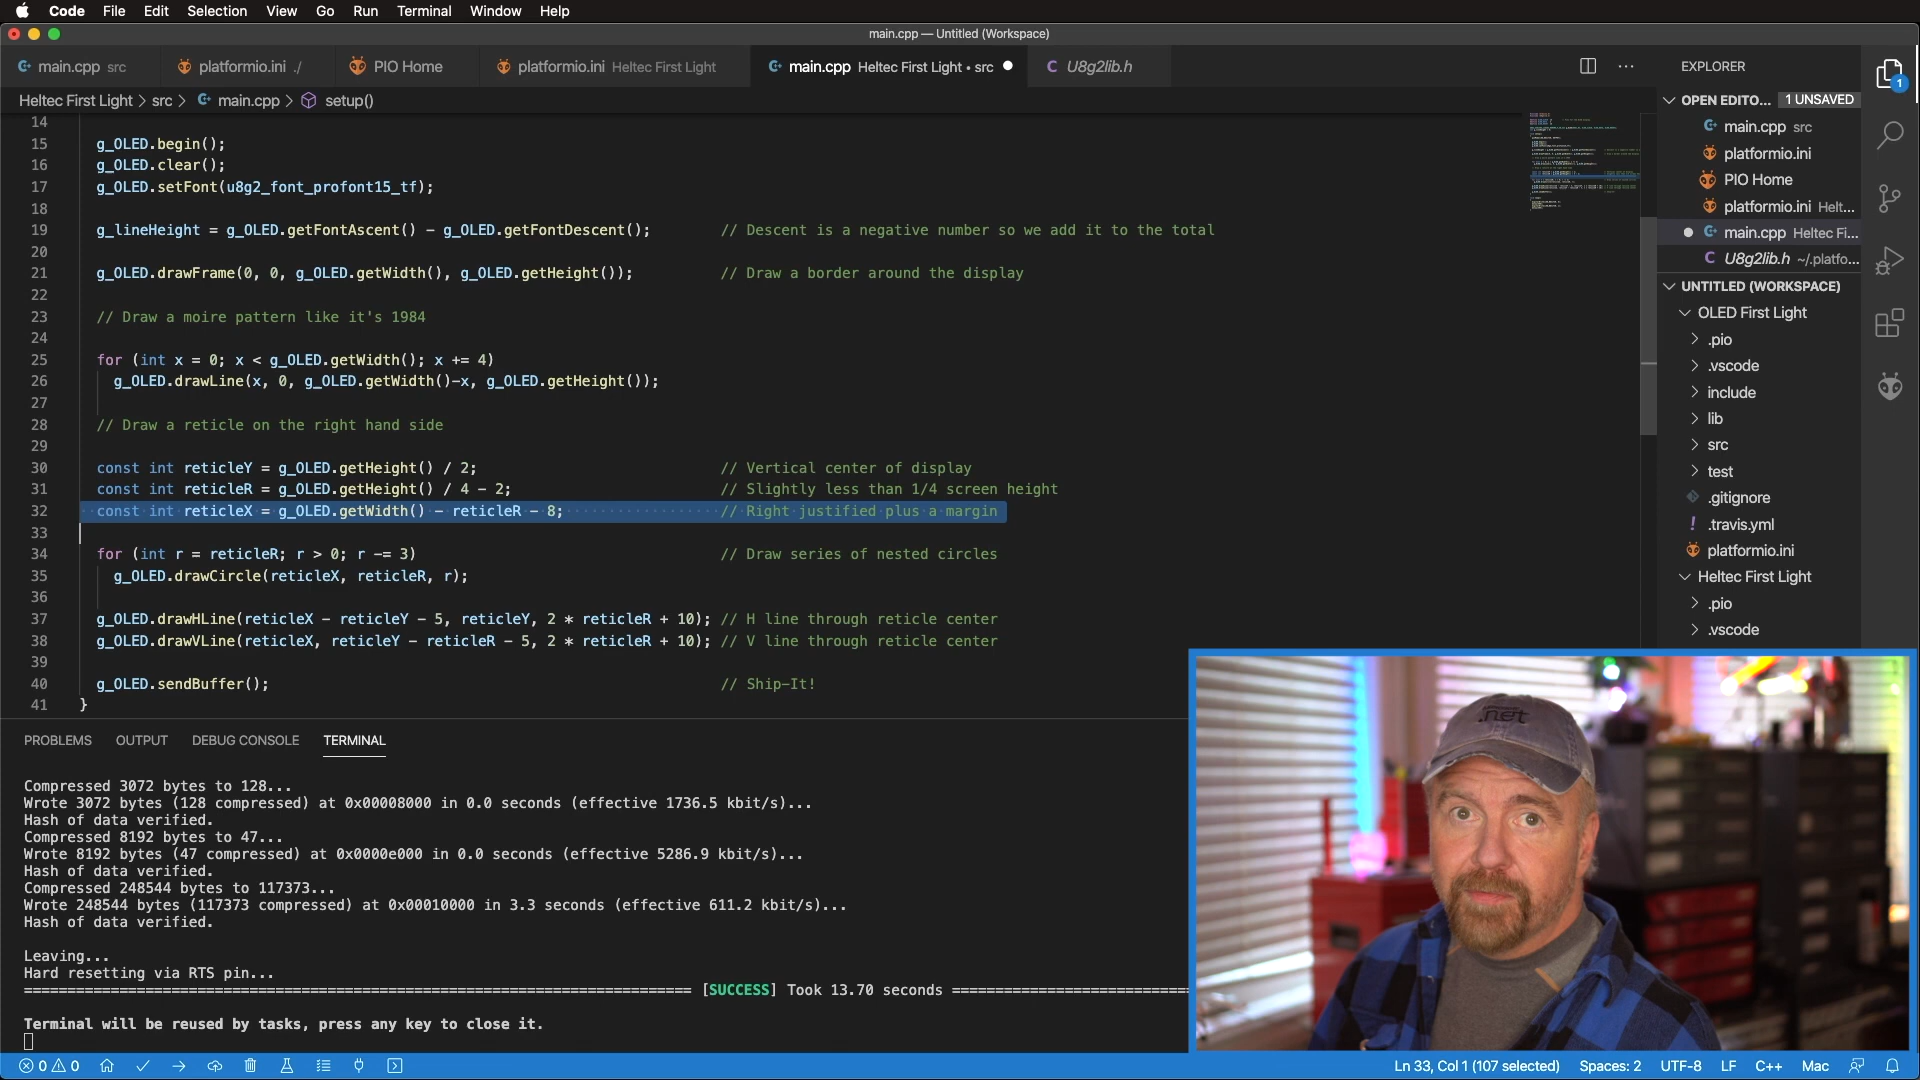 Code File Edit Selection View Go Run Terminal Window Help
main.cpp — Untitled (Workspace)
main.cpp src platformio.ini ./ PIO Home platformio.ini Heltec First Light main.cpp Heltec First Light • src U8g2lib.h
Heltec First Light > src > main.cpp > setup()
14
15 g_OLED.begin();
16 g_OLED.clear();
17 g_OLED.setFont(u8g2_font_profont15_tf);
18
19 g_lineHeight = g_OLED.getFontAscent() - g_OLED.getFontDescent(); // Descent is a negative number so we add it to the total
20
21 g_OLED.drawFrame(0, 0, g_OLED.getWidth(), g_OLED.getHeight()); // Draw a border around the display
22
23 // Draw a moire pattern like it's 1984
24
25 for (int x = 0; x < g_OLED.getWidth(); x += 4)
26 g_OLED.drawLine(x, 0, g_OLED.getWidth()-x, g_OLED.getHeight());
27
28 // Draw a reticle on the right hand side
29
30 const int reticleY = g_OLED.getHeight() / 2; // Vertical center of display
31 const int reticleR = g_OLED.getHeight() / 4 - 2; // Slightly less than 1/4 screen height
32 const int reticleX = g_OLED.getWidth() - reticleR - 8; // Right justified plus a margin
33
34 for (int r = reticleR; r > 0; r -= 3) // Draw series of nested circles
35 g_OLED.drawCircle(reticleX, reticleR, r);
36
37 g_OLED.drawHLine(reticleX - reticleY - 5, reticleY, 2 * reticleR + 10); // H line through reticle center
38 g_OLED.drawVLine(reticleX, reticleY - reticleR - 5, 2 * reticleR + 10); // V line through reticle center
39
40 g_OLED.sendBuffer(); // Ship-It!
41 }
EXPLORER
1
OPEN EDITO... 1 UNSAVED
main.cpp src
platformio.ini
PIO Home
platformio.ini Helt...
main.cpp Heltec Fi...
U8g2lib.h ~/.platfo...
UNTITLED (WORKSPACE)
OLED First Light
.pio
.vscode
include
lib
src
test
.gitignore
.travis.yml
platformio.ini
Heltec First Light
.pio
.vscode
PROBLEMS OUTPUT DEBUG CONSOLE TERMINAL
Compressed 3072 bytes to 128...
Wrote 3072 bytes (128 compressed) at 0x00008000 in 0.0 seconds (effective 1736.5 kbit/s)...
Hash of data verified.
Compressed 8192 bytes to 47...
Wrote 8192 bytes (47 compressed) at 0x0000e000 in 0.0 seconds (effective 5286.9 kbit/s)...
Hash of data verified.
Compressed 248544 bytes to 117373...
Wrote 248544 bytes (117373 compressed) at 0x00010000 in 3.3 seconds (effective 611.2 kbit/s)...
Hash of data verified.
Leaving...
Hard resetting via RTS pin...
[SUCCESS] Took 13.70 seconds
Terminal will be reused by tasks, press any key to close it.
.net
0 0 Ln 33, Col 1 (107 selected) Spaces: 2 UTF-8 LF C++ Mac